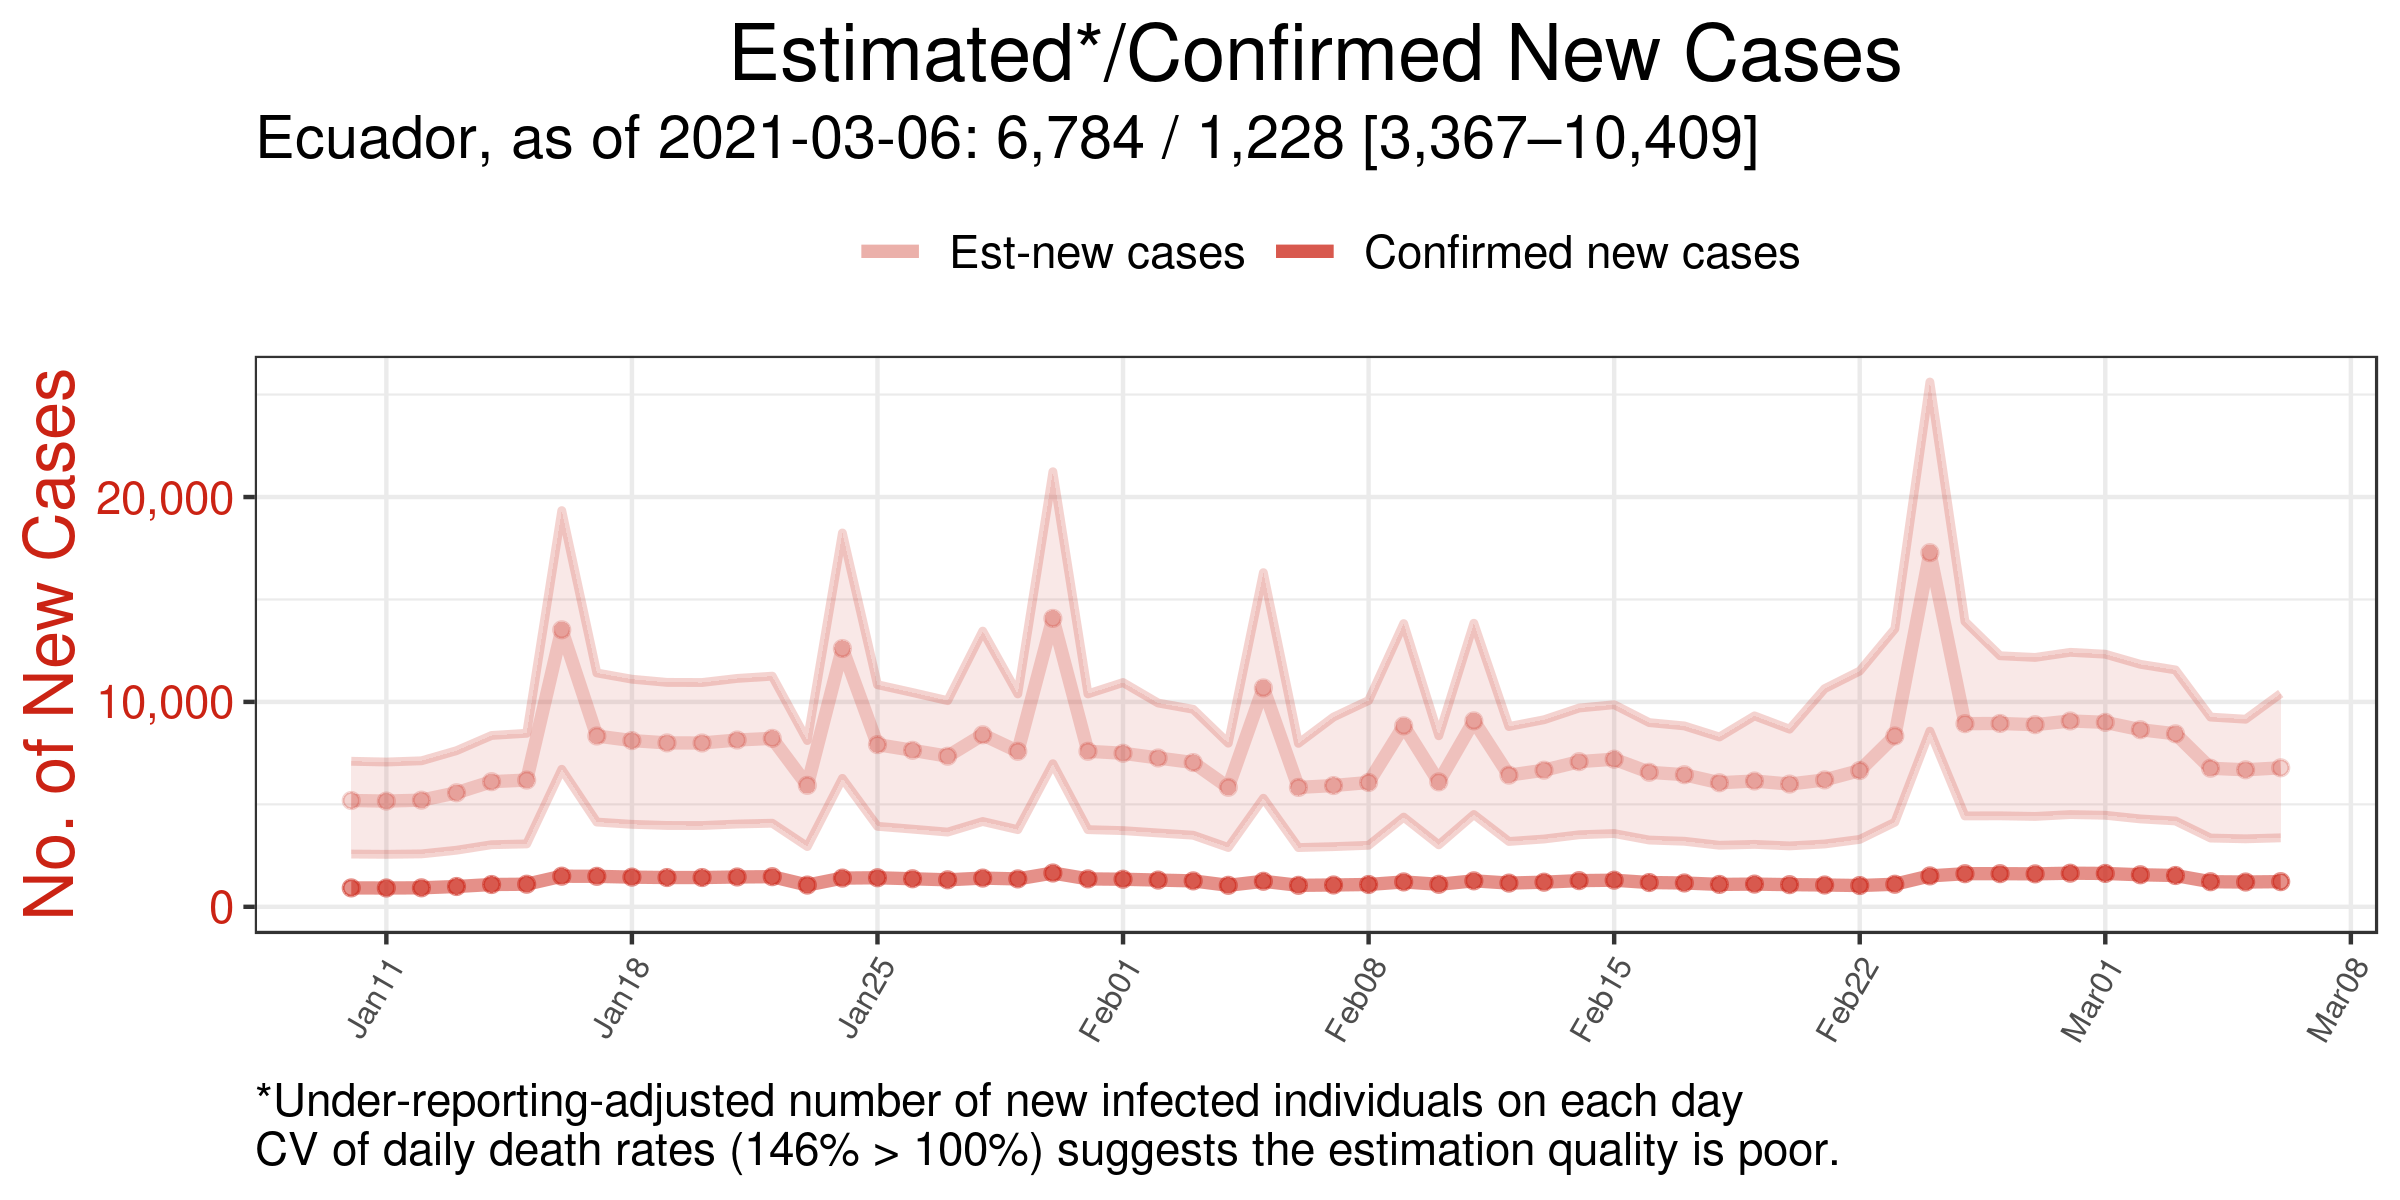 Estimated*/Confirmed New Cases
Ecuador, as of 2021-03-06: 6,784 / 1,228 [3,367–10,409]
Est-new cases
Confirmed new cases
No. of New Cases
20,000
10,000
0
Jan11
Jan18
Jan25
Feb01
Feb08
Feb15
Feb22
Mar01
Mar08
*Under-reporting-adjusted number of new infected individuals on each day
CV of daily death rates (146% > 100%) suggests the estimation quality is poor.